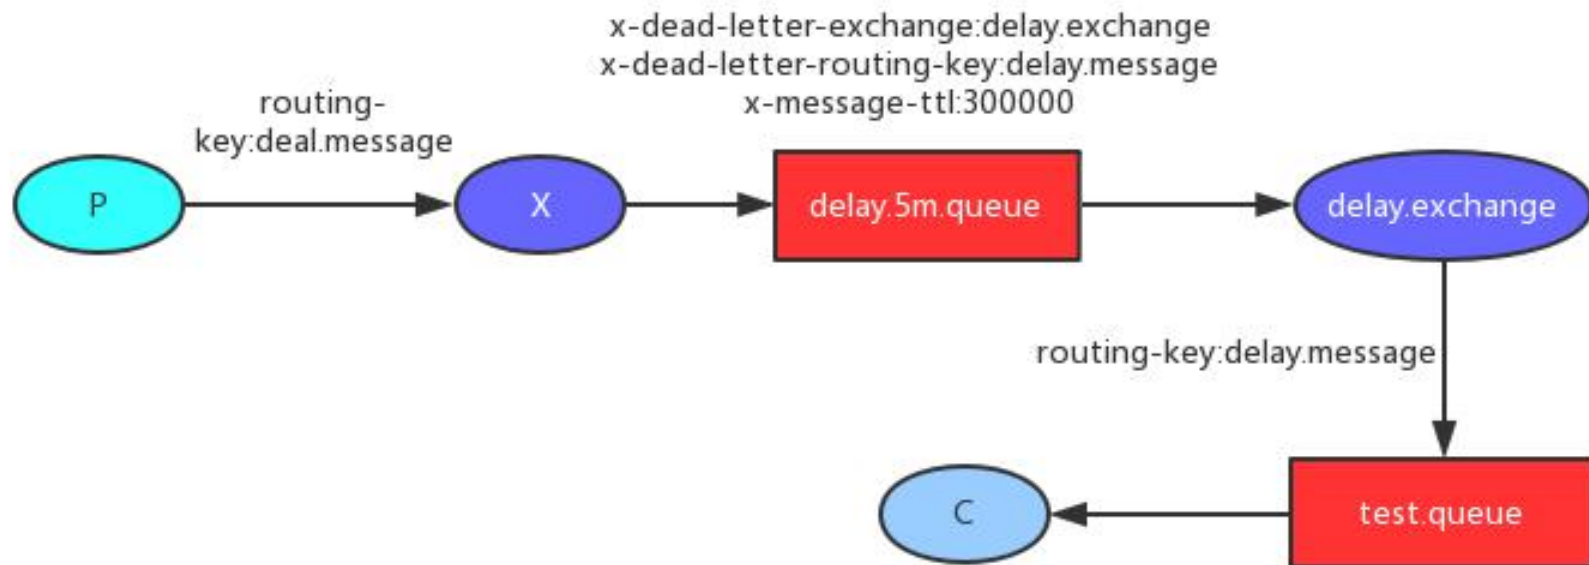 x-dead-letter-exchange:delay.exchange
x-dead-letter-routing-key:delay.message
x-message-ttl:300000
routing-
key:deal.message
P
X
delay.5m.queue
delay.exchange
routing-key:delay.message
C
test.queue